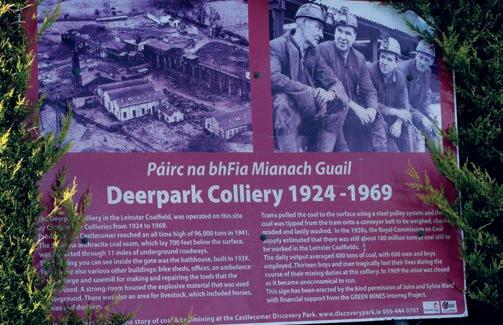 Páirc na bhFia Mianach Guail
Deerpark Colliery 1924 -1969
Colliery in the Leinster Coalfield, was operated on this site
Collieries from 1924 to 1969.
Castlecomer reached an all time high of 96,000 tons in 1941.
anthracite coal seam, which lay 700 feet below the surface,
through 11 miles of underground roadways.
you can see inside the gate was the bathhouse, built in 1939.
also various other buildings: bike sheds, offices, an ambulance
and sawmill for making and repairing the tools that the
used. A strong room housed the explosive material that was used
There was also an area for livestock, which included horses,
and
Trams pulled the coal to the surface using a steel pulley system and the
coal was tipped from the tram onto a conveyor belt to be weighed,
graded and lastly washed. In the 1920s, the Royal Commission on Coal
supply estimated that there was still about 180 million tons of coal still to
be worked in the Leinster Coalfield.
The daily output averaged 400 tons of coal, with 600 men and boys
employed. Thirteen boys and men tragically lost their lives during the
course of their mining duties at this colliery. In 1969 the mine was closed
as it became uneconomical to run.
This sign has been erected by the kind permission of John and Sylvia
with financial support from the GREEN MINES Interreg Project.
story of coal mining at the Castlecomer Discovery Park. www.discoverypark.ie 056-444 0707